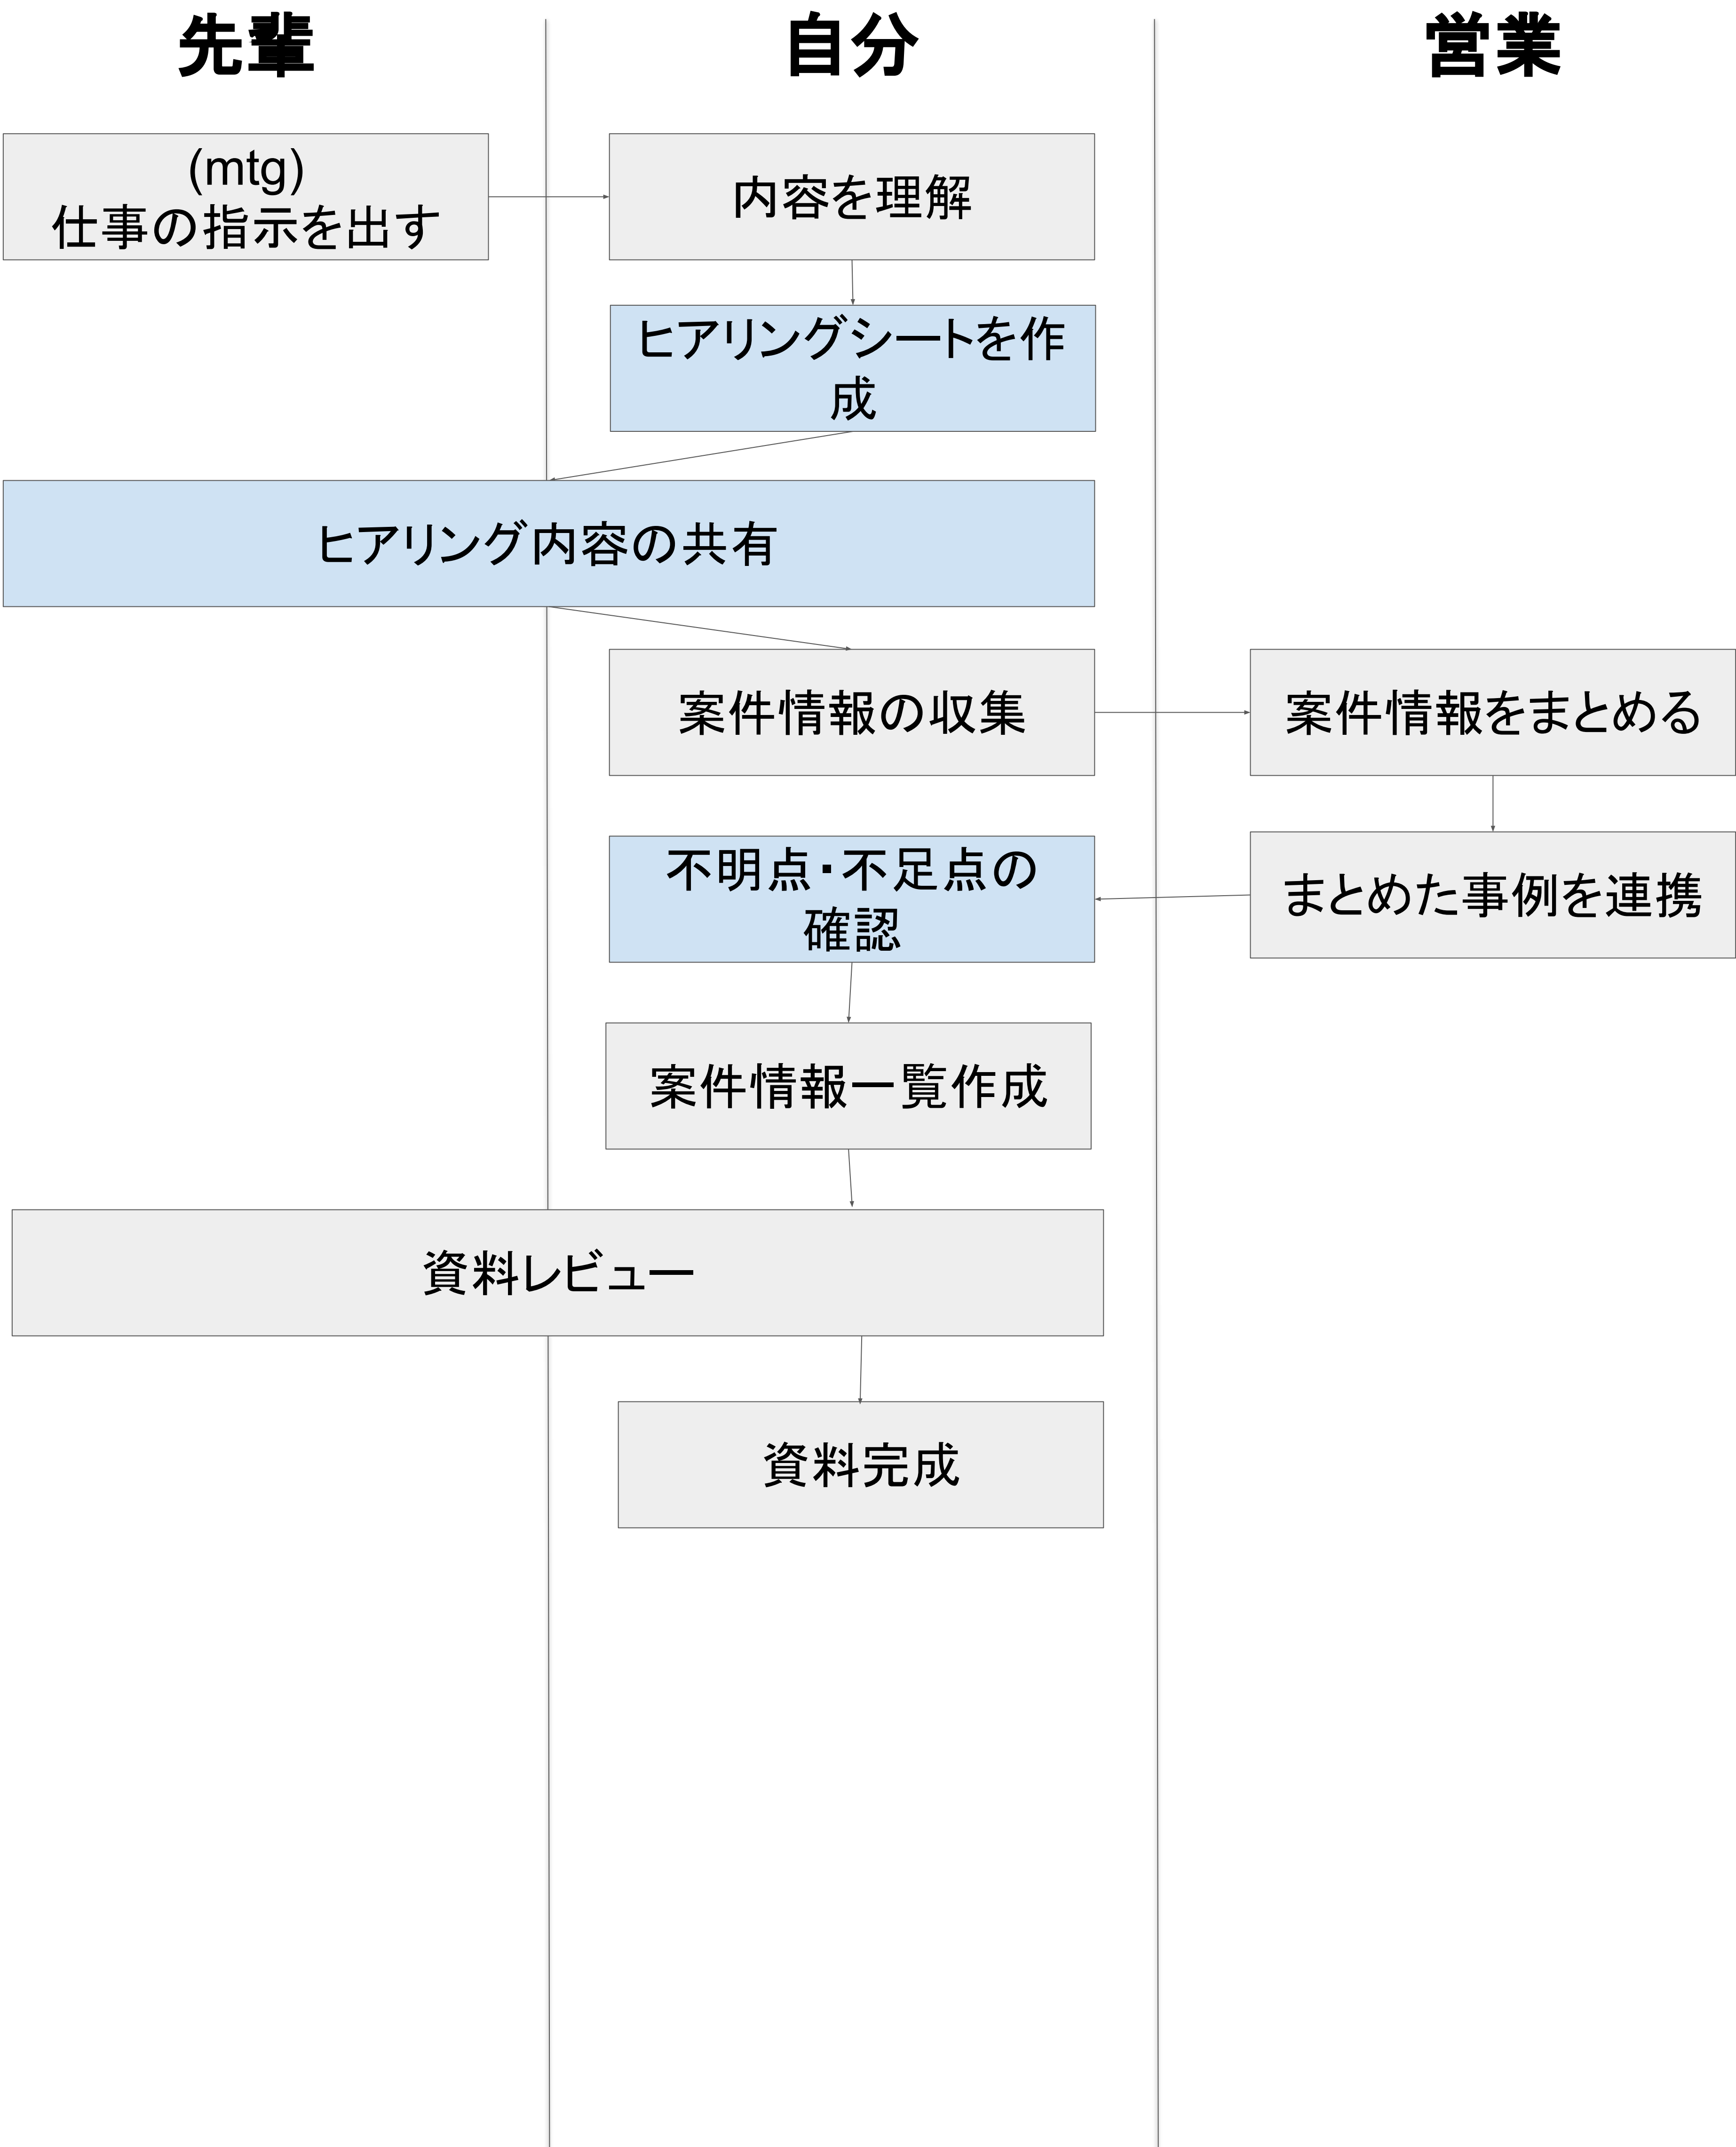 先輩
自分
営業
(mtg)
仕事の指示を出す
内容を理解
ヒアリングシートを作
成
ヒアリング内容の共有
案件情報の収集
案件情報をまとめる
不明点・不足点の
確認
まとめた事例を連携
案件情報一覧作成
資料レビュー
資料完成